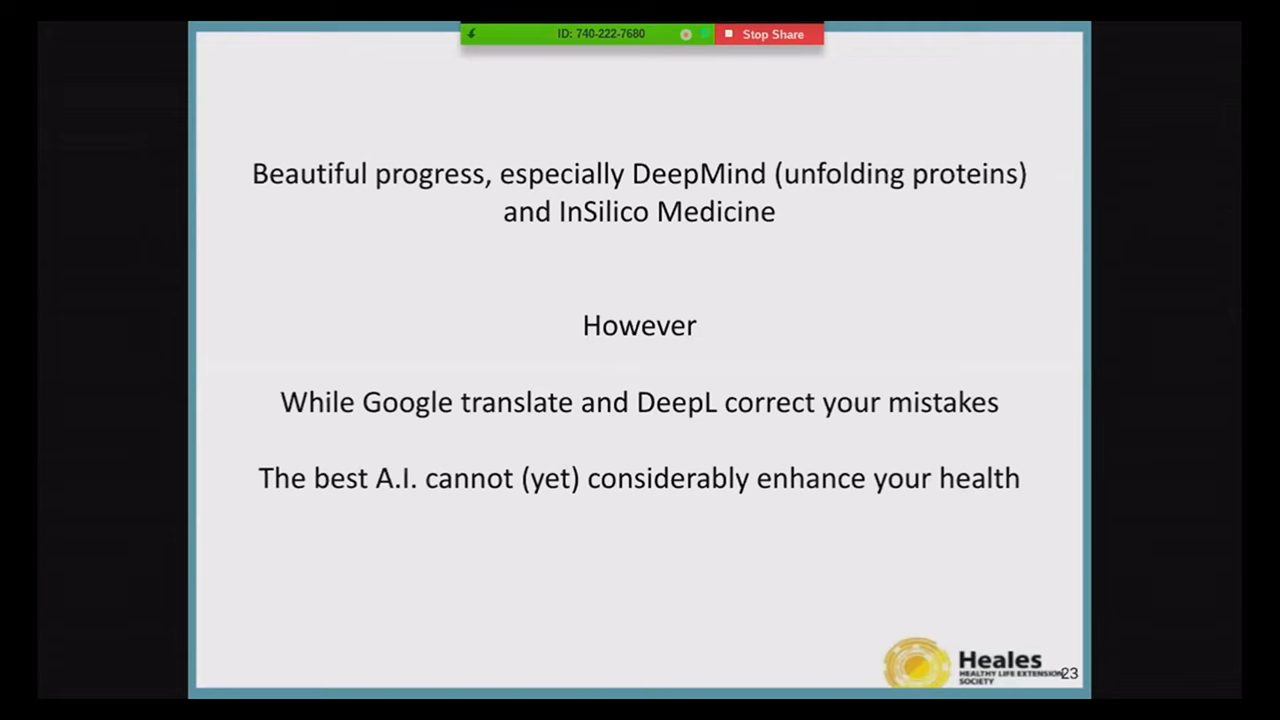 ID: 740-222-7680
Stop Share
Beautiful progress, especially DeepMind (unfolding proteins)
and InSilico Medicine
However
While Google translate and DeepL correct your mistakes
The best A.I. cannot (yet) considerably enhance your health
Heales
HEALTHY LIFE EXTENSION
SOCIETY
23